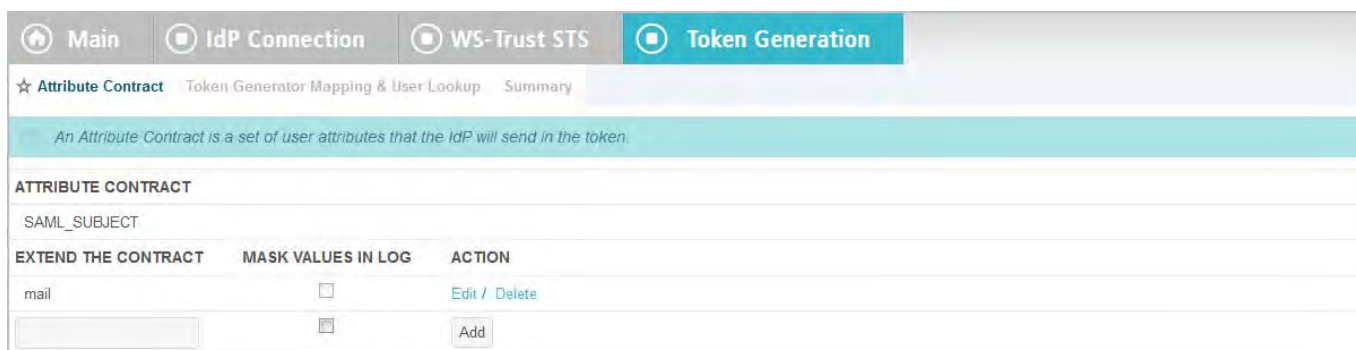 Main IdP Connection WS-Trust STS Token Generation
Attribute Contract Token Generator Mapping & User Lookup Summary
An Attribute Contract is a set of user attributes that the IdP will send in the token.
ATTRIBUTE CONTRACT
SAML_SUBJECT
EXTEND THE CONTRACT MASK VALUES IN LOG ACTION
mail Edit / Delete
Add